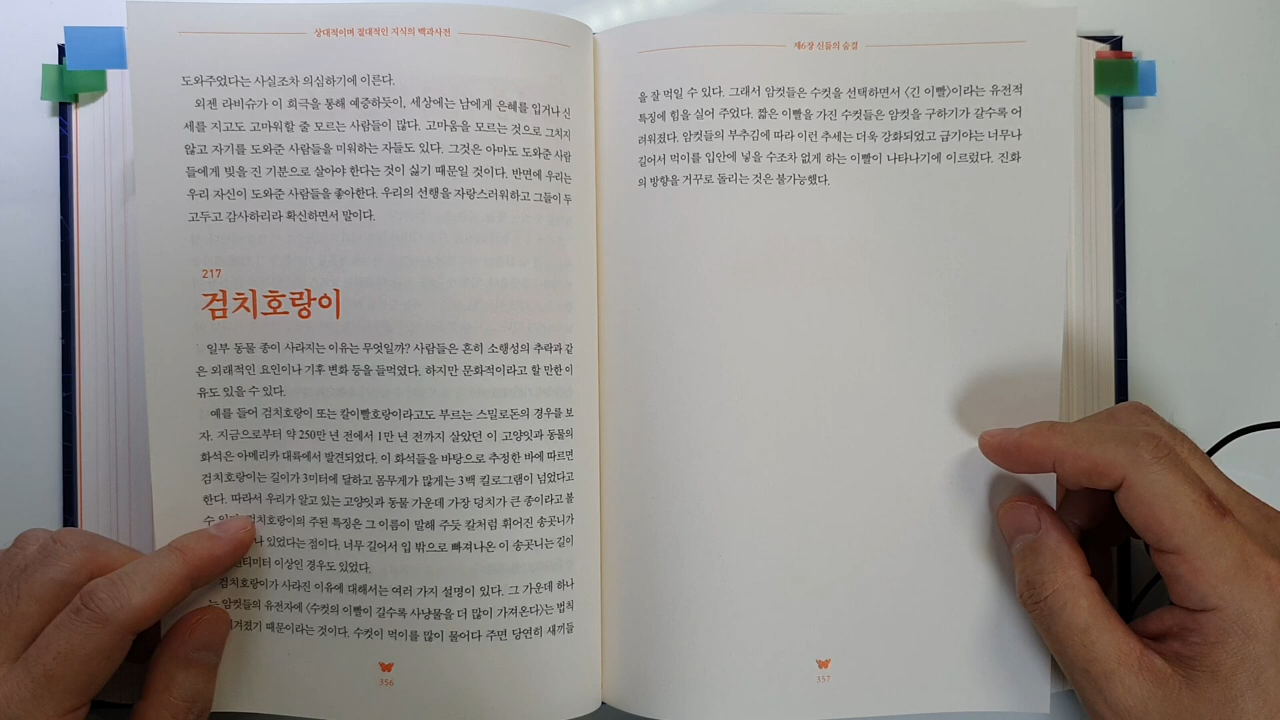 상대적이며 절대적인 지식의 백과사전
도와주었다는 사실조차 의심하기에 이른다.
외젠 라비슈가 이 희극을 통해 예증하듯이, 세상에는 남에게 은혜를 입거나 신
세를 지고도 고마워할 줄 모르는 사람들이 많다. 고마움을 모르는 것으로 그치지
않고 자기를 도와준 사람들을 미워하는 자들도 있다. 그것은 아마도 도와준 사람
들에게 빚을 진 기분으로 살아야 한다는 것이 싫기 때문일 것이다. 반면에 우리는
우리 자신이 도와준 사람들을 좋아한다. 우리의 선행을 자랑스러워하고 그들이 두
고두고 감사하리라 확신하면서 말이다.
217
검치호랑이
일부 동물 종이 사라지는 이유는 무엇일까? 사람들은 흔히 소행성의 추락과 같
은 외래적인 요인이나 기후 변화 등을 들먹였다. 하지만 문화적이라고 할 만한 이
유도 있을 수 있다.
예를 들어 검치호랑이 또는 칼이빨호랑이라고도 부르는 스밀로돈의 경우를 보
자. 지금으로부터 약 250만 년 전에서 1만 년 전까지 살았던 이 고양잇과 동물의
화석은 아메리카 대륙에서 발견되었다. 이 화석들을 바탕으로 추정한 바에 따르면
검치호랑이는 길이가 3미터에 달하고 몸무게가 많게는 3백 킬로그램이 넘었다고
한다. 따라서 우리가 알고 있는 고양잇과 동물 가운데 가장 덩치가 큰 종이라고 볼
수 검치호랑이의 주된 특징은 그 이름이 말해 주듯 칼처럼 휘어진 송곳니가
나 있었다는 점이다. 너무 길어서 입 밖으로 빠져나온 이 송곳니는 길이
이상인 경우도 있었다.
검치호랑이가 사라진 이유에 대해서는 여러 가지 설명이 있다. 그 가운데 하나
는 암컷들의 유전자에 〈수컷의 이빨이 길수록 사냥물을 더 많이 가져온다〉는 법칙
때문이라는 것이다. 수컷이 먹이를 많이 물어다 주면 당연히 새끼들
356
제6장 신들의 숨결
을 잘 먹일 수 있다. 그래서 암컷들은 수컷을 선택하면서 〈긴 이빨〉이라는 유전적
특징에 힘을 실어 주었다. 짧은 이빨을 가진 수컷들은 암컷을 구하기가 갈수록 어
려워졌다. 암컷들의 부추김에 따라 이런 추세는 더욱 강화되었고 급기야는 너무나
길어서 먹이를 입안에 넣을 수조차 없게 하는 이빨이 나타나기에 이르렀다. 진화
의 방향을 거꾸로 돌리는 것은 불가능했다.
357